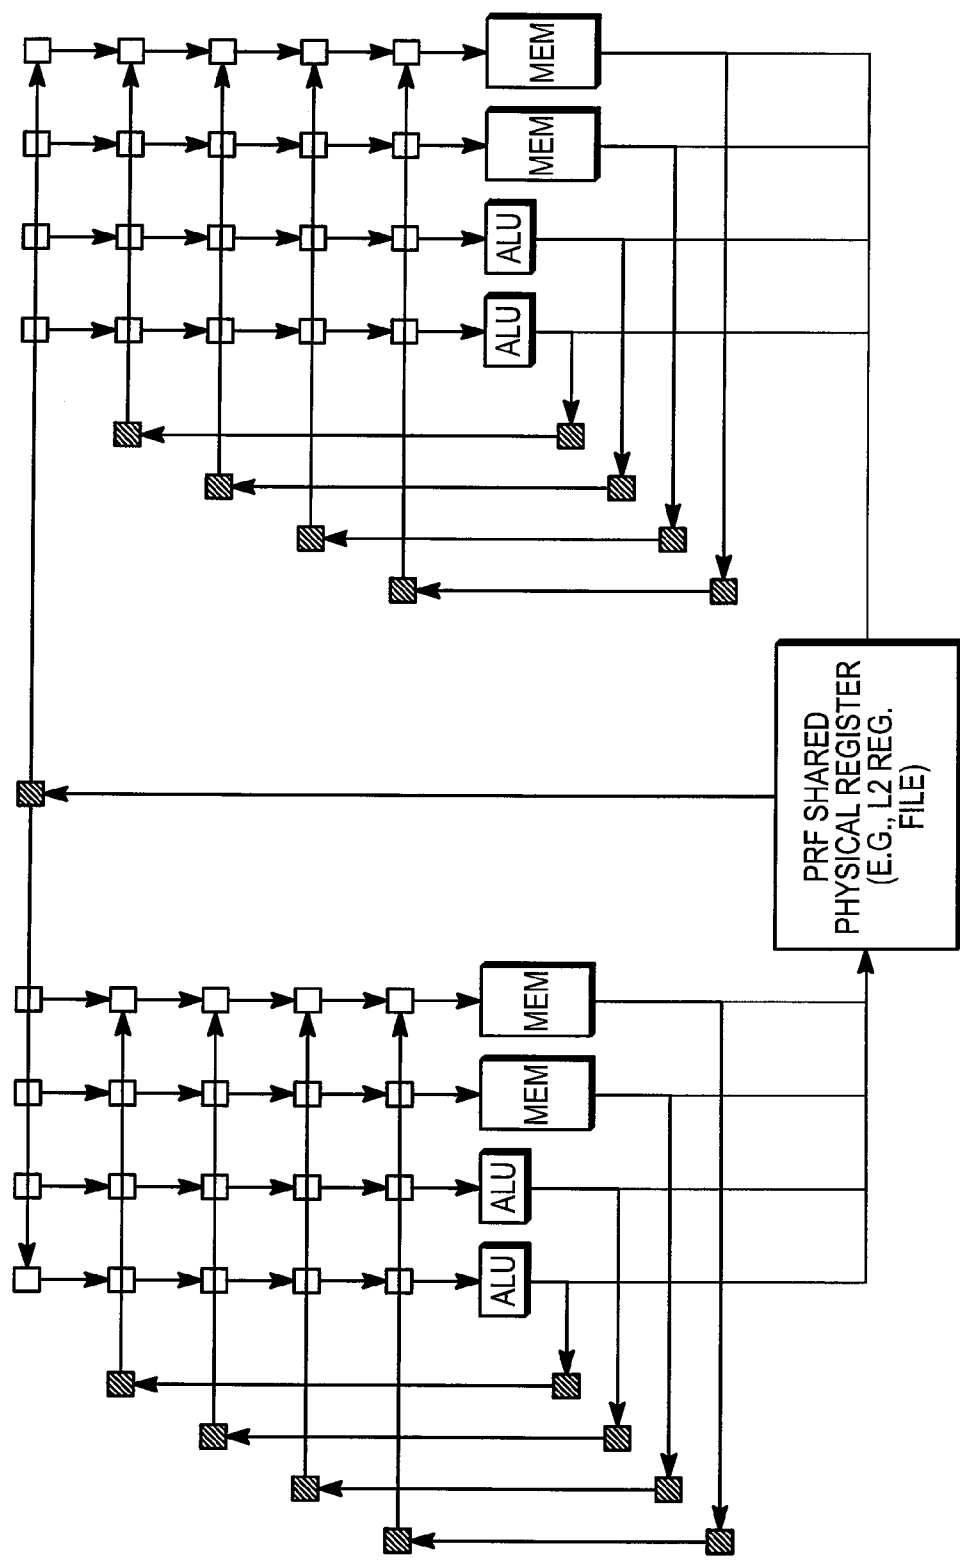 ALU
ALU
MEM
MEM
ALU
ALU
MEM
MEM
PRF SHARED
PHYSICAL REGISTER
(E.G., L2 REG.
FILE)